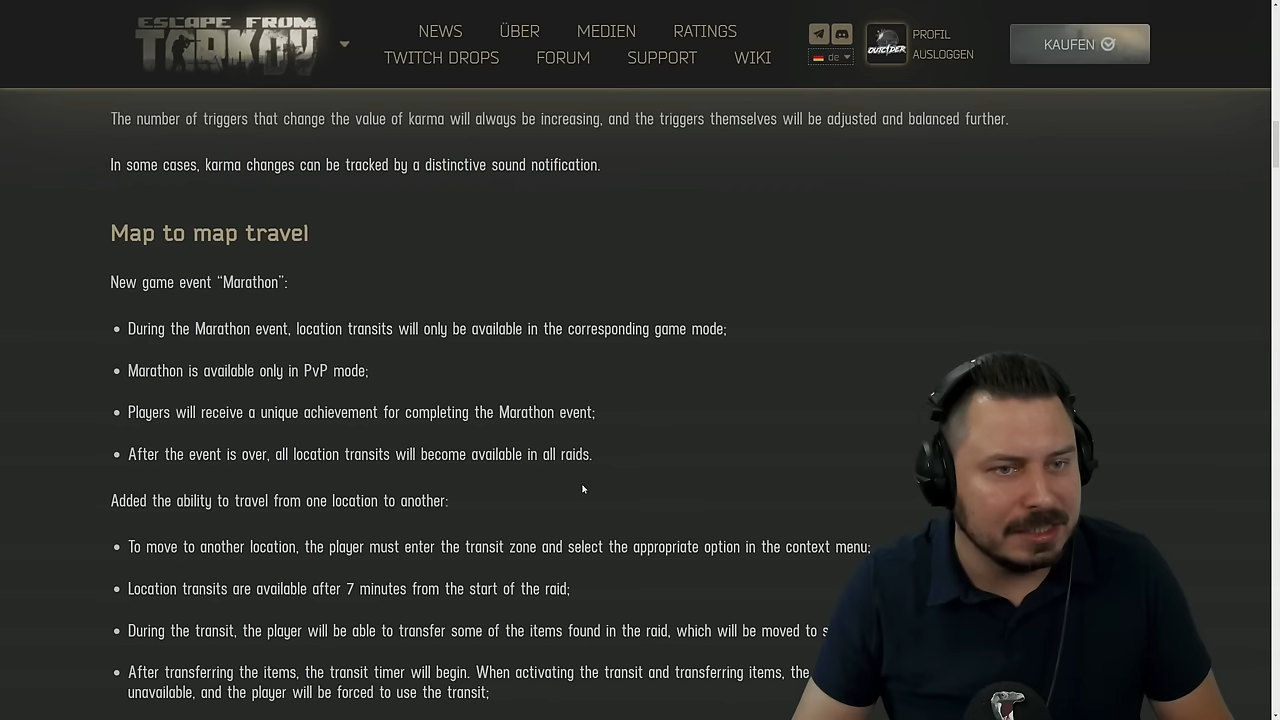 ESCAPE FROM
TARKOV
NEWS ÜBER MEDIEN RATINGS
TWITCH DROPS FORUM SUPPORT WIKI
de
OUTCIDER
PROFIL
AUSLOGGEN
KAUFEN
The number of triggers that change the value of karma will always be increasing, and the triggers themselves will be adjusted and balanced further.
In some cases, karma changes can be tracked by a distinctive sound notification.
Map to map travel
New game event “Marathon”:
• During the Marathon event, location transits will only be available in the corresponding game mode;
• Marathon is available only in PvP mode;
• Players will receive a unique achievement for completing the Marathon event;
• After the event is over, all location transits will become available in all raids.
Added the ability to travel from one location to another:
• To move to another location, the player must enter the transit zone and select the appropriate option in the context menu;
• Location transits are available after 7 minutes from the start of the raid;
• During the transit, the player will be able to transfer some of the items found in the raid, which will be moved to
• After transferring the items, the transit timer will begin. When activating the transit and transferring items, the
unavailable, and the player will be forced to use the transit;